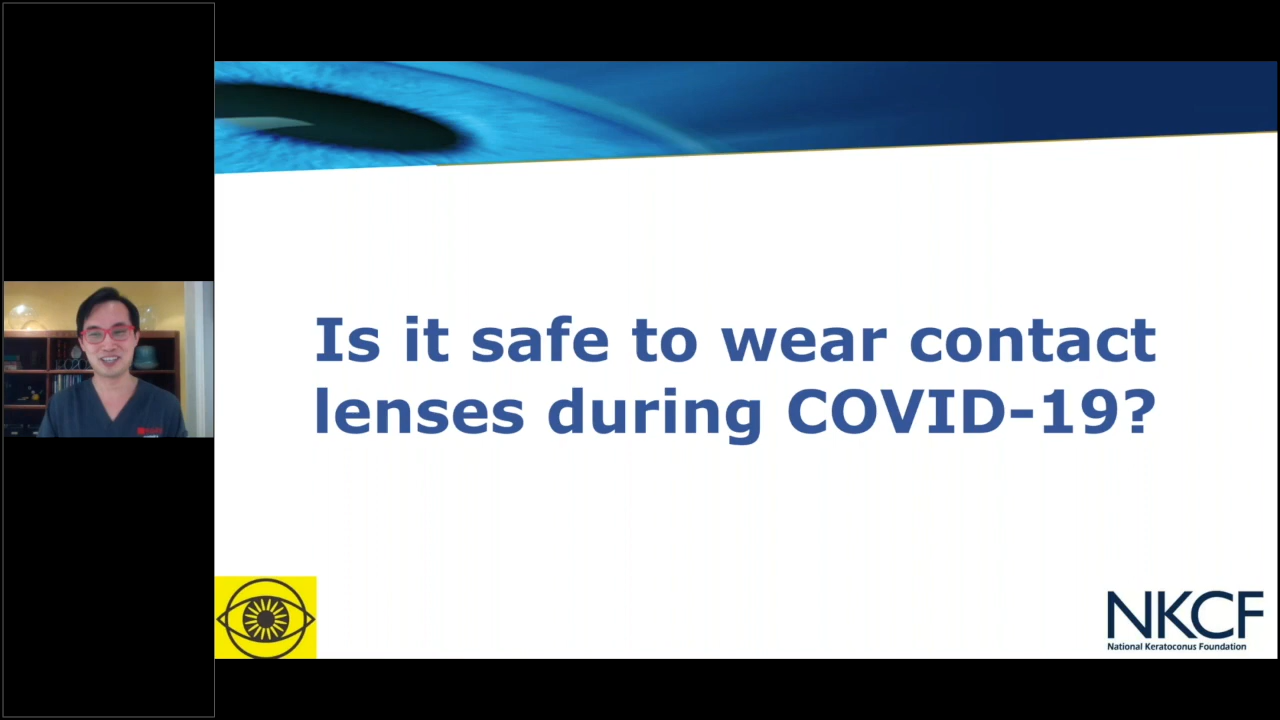 Is it safe to wear contact
lenses during COVID-19?
NKCF
National Keratoconus Foundation